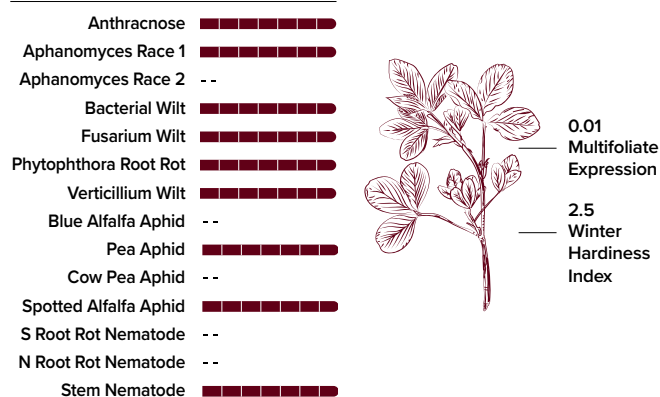 Anthracnose
Aphanomyces Race 1
Aphanomyces Race 2 --
Bacterial Wilt
Fusarium Wilt
Phytophthora Root Rot
Verticillium Wilt
Blue Alfalfa Aphid --
Pea Aphid
Cow Pea Aphid --
Spotted Alfalfa Aphid
S Root Rot Nematode --
N Root Rot Nematode --
Stem Nematode
0.01
Multifoliate
Expression
2.5
Winter
Hardiness
Index